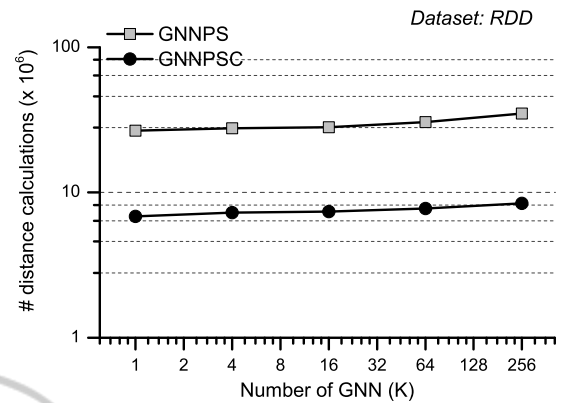 Dataset: RDD
GNNPS
GNNPSC
100
10
1
# distance calculations (x 10⁶)
1 2 4 8 16 32 64 128 256
Number of GNN (K)